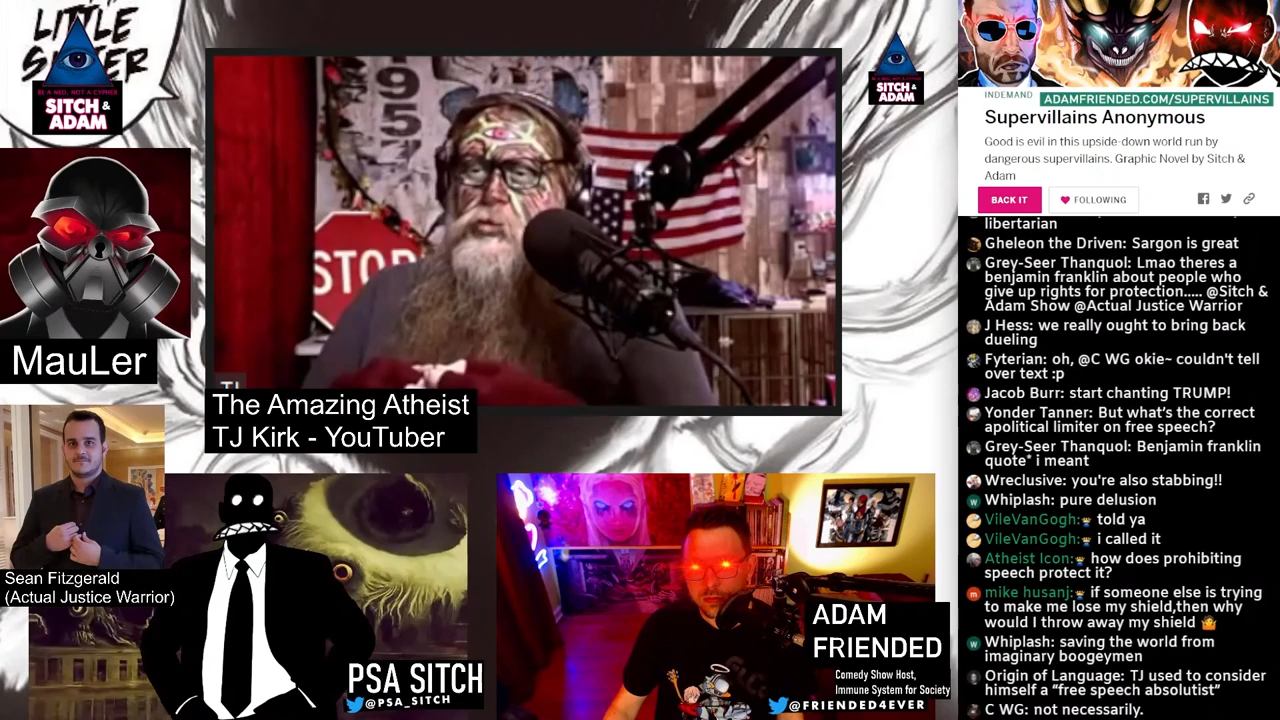 LITTLE
SISTER
BE A NEO, NOT A CYPHER
SITCH &
ADAM
MauLer
Sean Fitzgerald
(Actual Justice Warrior)
1957
STOP
TJ
The Amazing Atheist
TJ Kirk - YouTuber
SITCH &
ADAM
PSA SITCH
@PSA_SITCH
ADAM
FRIENDED
Comedy Show Host,
Immune System for Society
@FRIENDED4EVER
INDEMAND
ADAMFRIENDED.COM/SUPERVILLAINS
Supervillains Anonymous
Good is evil in this upside-down world run by
dangerous supervillains. Graphic Novel by Sitch &
Adam
BACK IT
FOLLOWING
libertarian
Gheleon the Driven: Sargon is great
Grey-Seer Thanquol: Lmao theres a
benjamin franklin about people who
give up rights for protection..... @Sitch &
Adam Show @Actual Justice Warrior
J Hess: we really ought to bring back
dueling
Fyterian: oh, @C WG okie~ couldn't tell
over text :p
Jacob Burr: start chanting TRUMP!
Yonder Tanner: But what's the correct
apolitical limiter on free speech?
Grey-Seer Thanquol: Benjamin franklin
quote* i meant
Wreclusive: you're also stabbing!!
Whiplash: pure delusion
VileVanGogh: told ya
VileVanGogh: i called it
Atheist Icon: how does prohibiting
speech protect it?
mike husanj: if someone else is trying
to make me lose my shield,then why
would I throw away my shield 🤷
Whiplash: saving the world from
imaginary boogeymen
Origin of Language: TJ used to consider
himself a "free speech absolutist"
C WG: not necessarily.